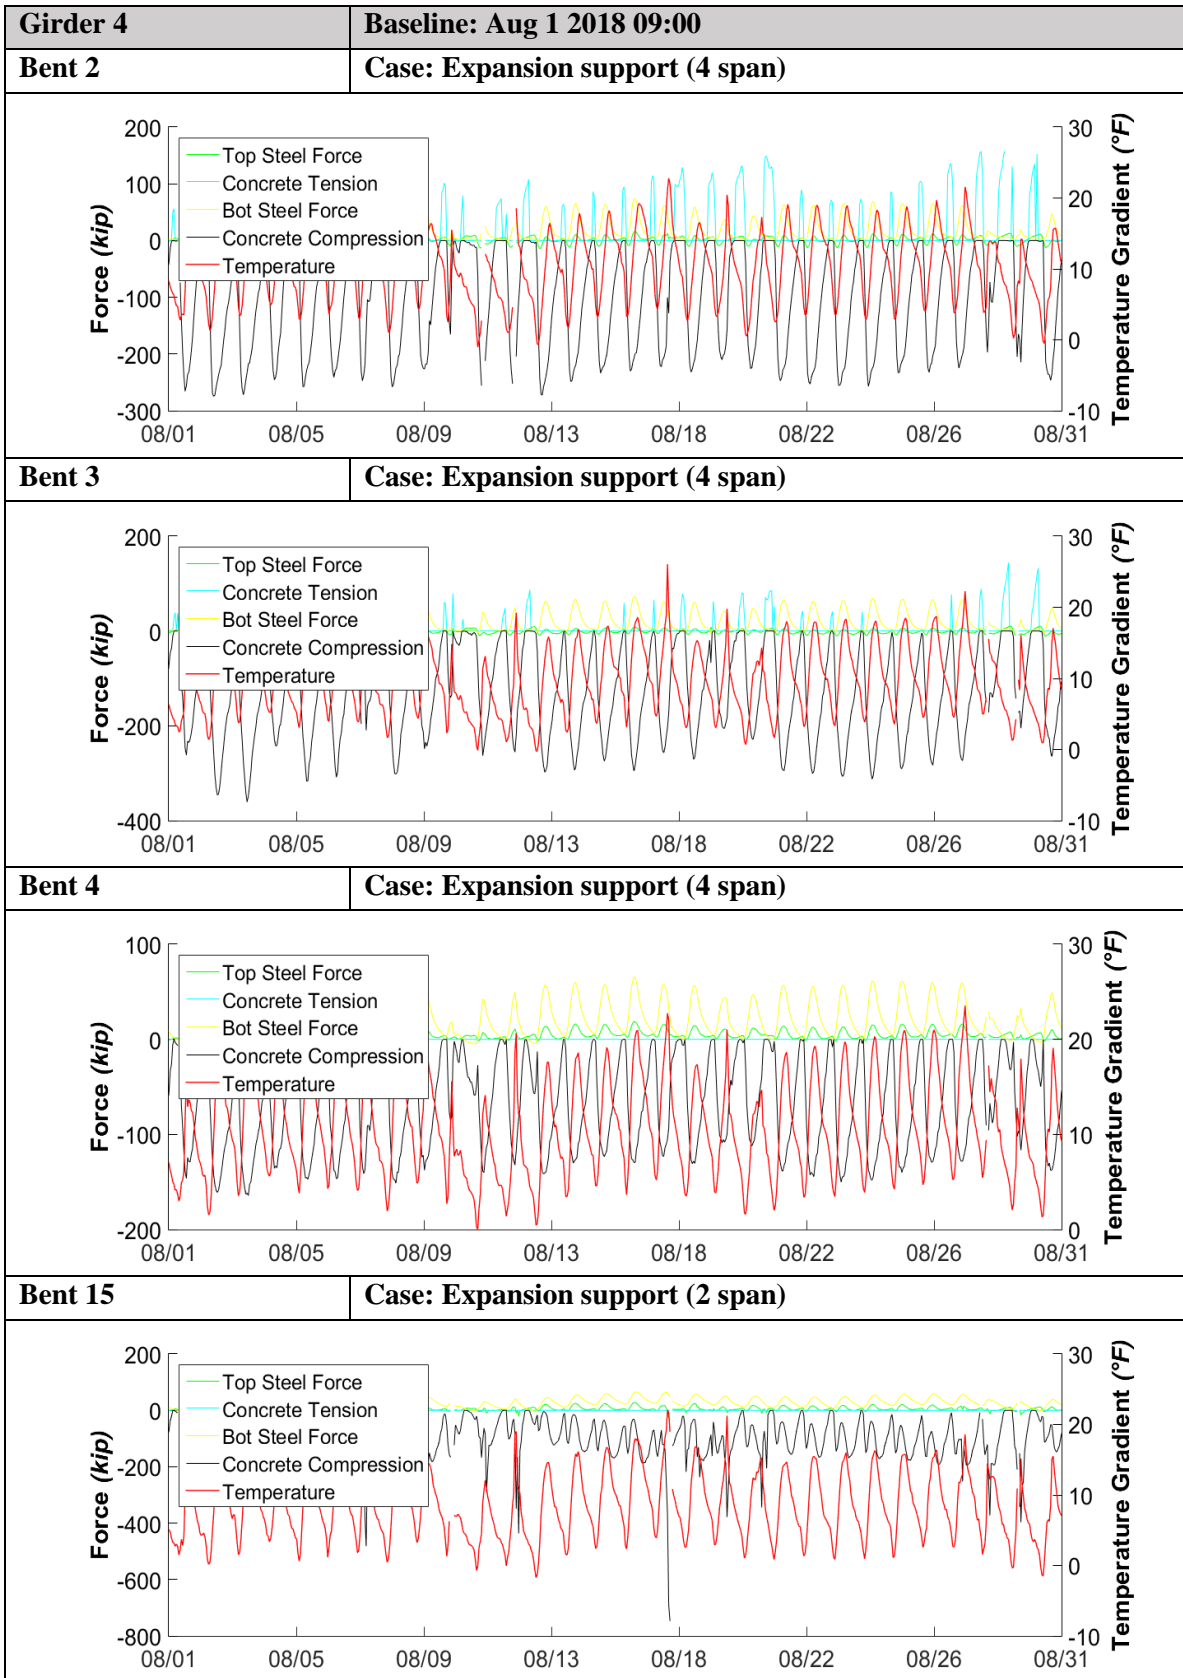 Girder 4 Baseline: Aug 1 2018 09:00
Bent 2 Case: Expansion support (4 span)
200
100
0
-100
-200
-300
Force (kip)
Top Steel Force
Concrete Tension
Bot Steel Force
Concrete Compression
Temperature
30
20
10
0
-10
Temperature Gradient (°F)
08/01 08/05 08/09 08/13 08/18 08/22 08/26 08/31
Bent 3 Case: Expansion support (4 span)
200
0
-200
-400
Force (kip)
Top Steel Force
Concrete Tension
Bot Steel Force
Concrete Compression
Temperature
30
20
10
0
-10
Temperature Gradient (°F)
08/01 08/05 08/09 08/13 08/18 08/22 08/26 08/31
Bent 4 Case: Expansion support (4 span)
100
0
-100
-200
Force (kip)
Top Steel Force
Concrete Tension
Bot Steel Force
Concrete Compression
Temperature
30
20
10
0
Temperature Gradient (°F)
08/01 08/05 08/09 08/13 08/18 08/22 08/26 08/31
Bent 15 Case: Expansion support (2 span)
200
0
-200
-400
-600
-800
Force (kip)
Top Steel Force
Concrete Tension
Bot Steel Force
Concrete Compression
Temperature
30
20
10
0
-10
Temperature Gradient (°F)
08/01 08/05 08/09 08/13 08/18 08/22 08/26 08/31